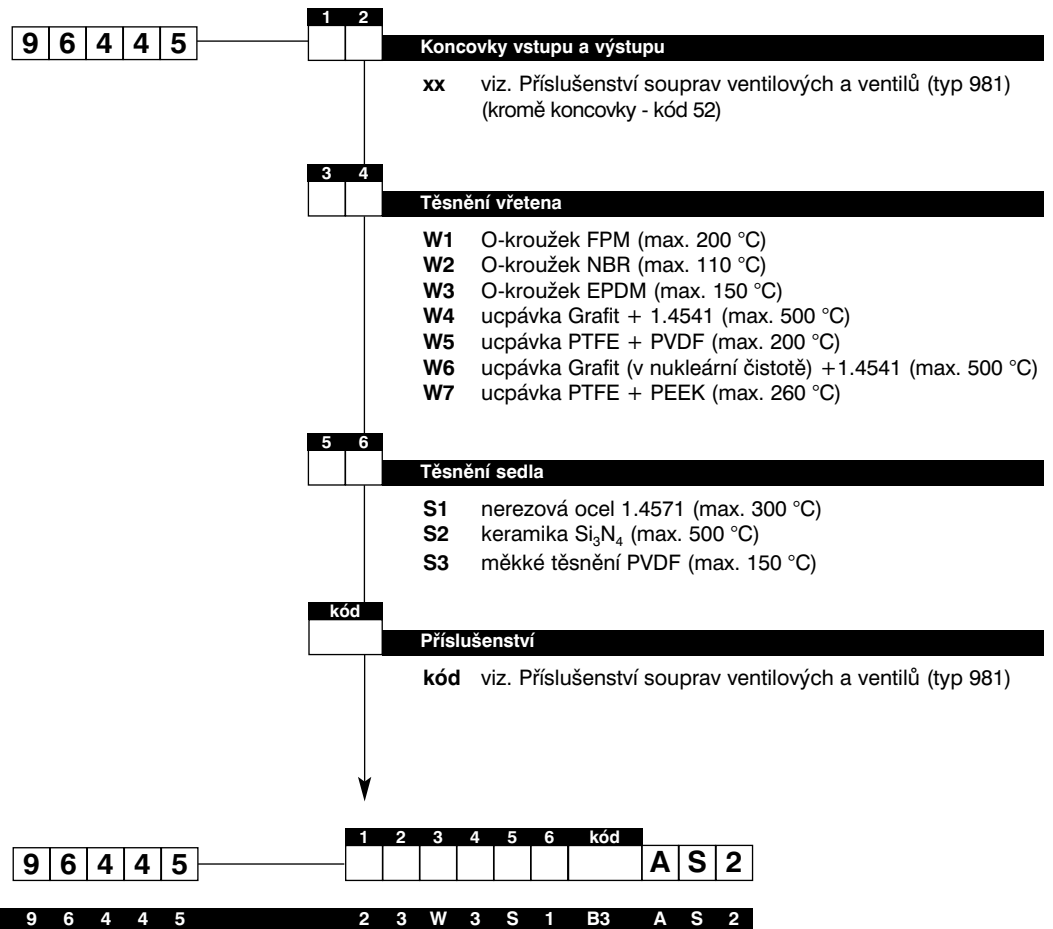 1 2
9 6 4 4 5
Koncovky vstupu a výstupu
xx viz. Příslušenství souprav ventilových a ventilů (typ 981)
(kromě koncovky - kód 52)
3 4
Těsnění vřetena
W1 O-kroužek FPM (max. 200 °C)
W2 O-kroužek NBR (max. 110 °C)
W3 O-kroužek EPDM (max. 150 °C)
W4 ucpávka Grafit + 1.4541 (max. 500 °C)
W5 ucpávka PTFE + PVDF (max. 200 °C)
W6 ucpávka Grafit (v nukleární čistotě) +1.4541 (max. 500 °C)
W7 ucpávka PTFE + PEEK (max. 260 °C)
5 6
Těsnění sedla
S1 nerezová ocel 1.4571 (max. 300 °C)
S2 keramika Si₃N₄ (max. 500 °C)
S3 měkké těsnění PVDF (max. 150 °C)
kód
Příslušenství
kód viz. Příslušenství souprav ventilových a ventilů (typ 981)
1 2 3 4 5 6 kód
9 6 4 4 5 A S 2
9 6 4 4 5 2 3 W 3 S 1 B3 A S 2